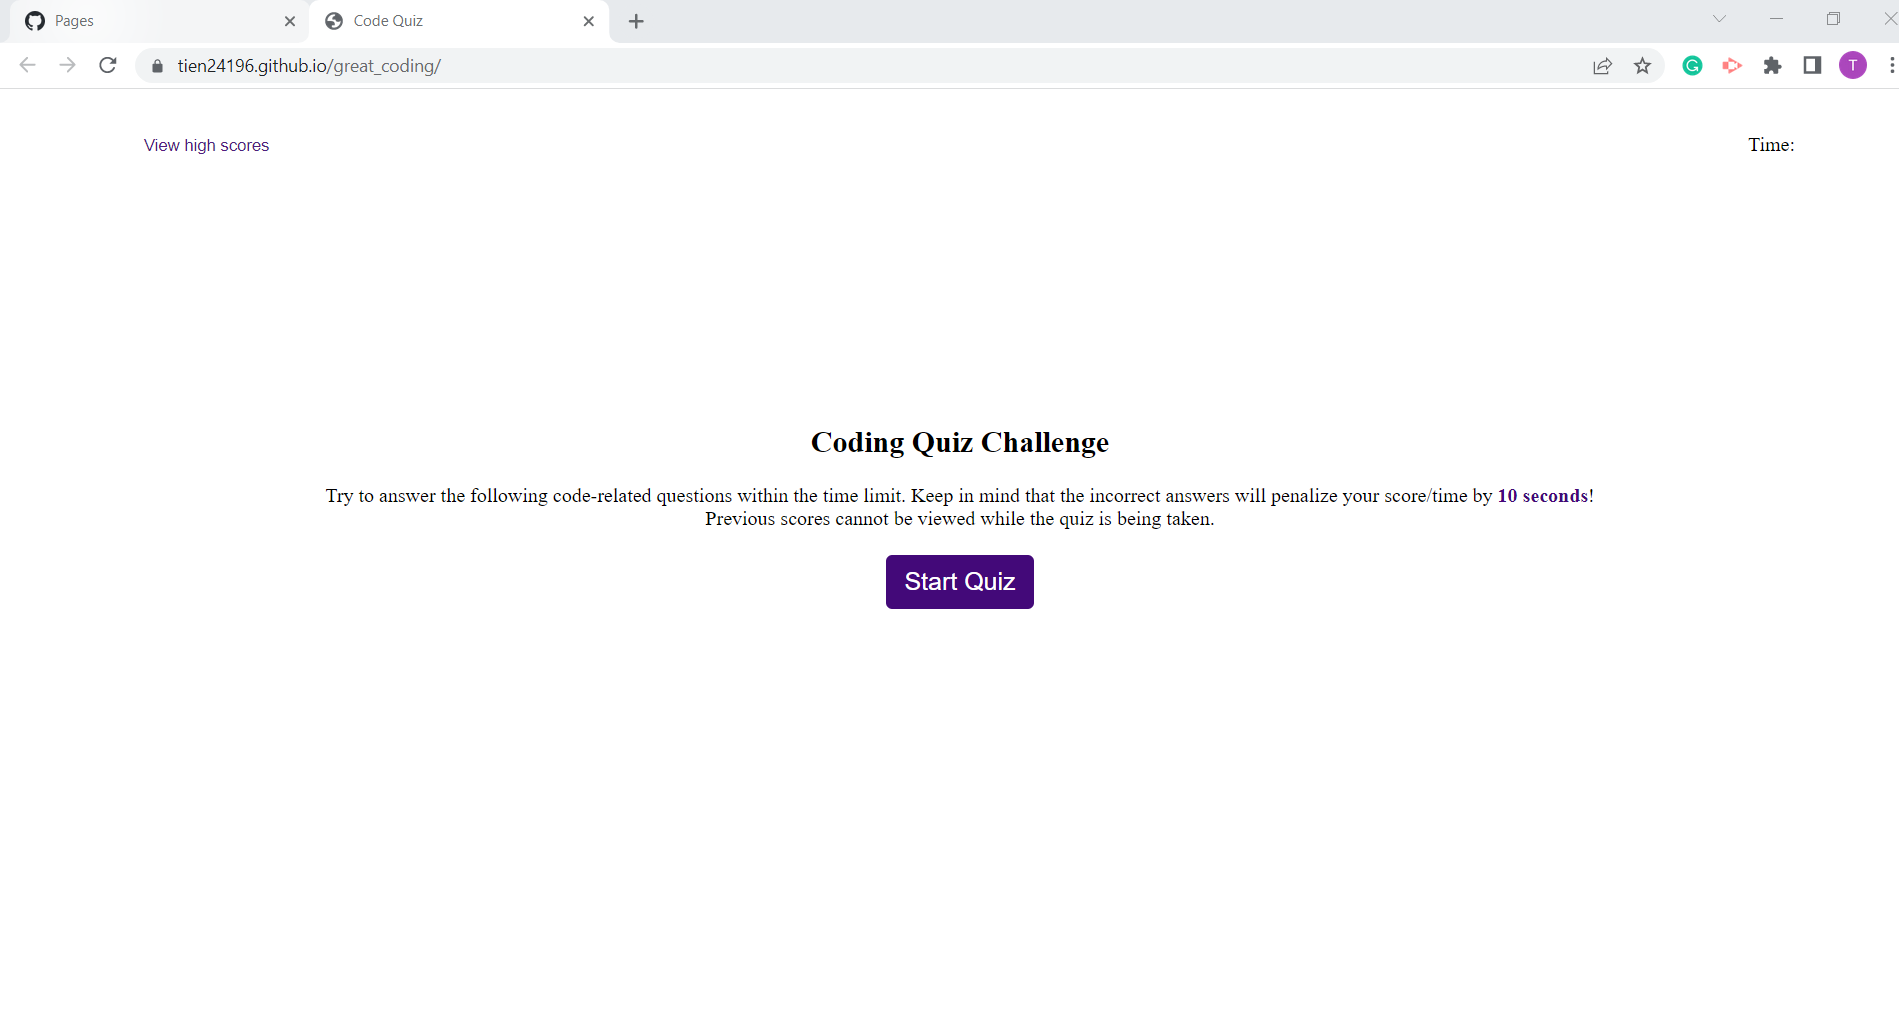 Pages
Code Quiz
tien24196.github.io/great_coding/
T
View high scores
Time:
Coding Quiz Challenge
Try to answer the following code-related questions within the time limit. Keep in mind that the incorrect answers will penalize your score/time by 10 seconds!
Previous scores cannot be viewed while the quiz is being taken.
Start Quiz